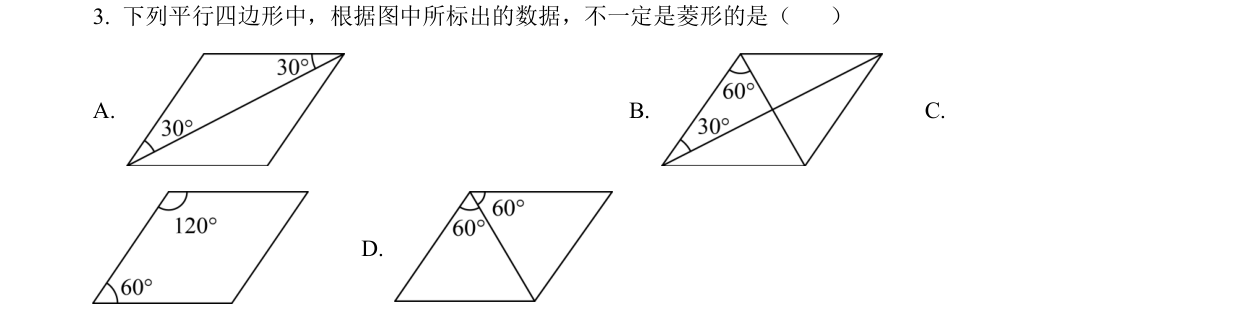 3. 下列平行四边形中，根据图中所标出的数据，不一定是菱形的是（　　）
A. 30° 30° B. 60° 30° C.
120° 60° D. 60° 60°